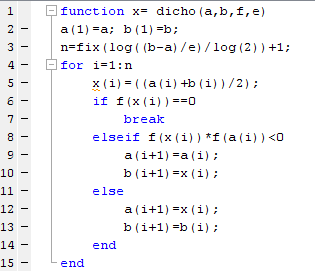 1 function x= dicho(a,b,f,e)
2 - a(1)=a; b(1)=b;
3 - n=fix(log((b-a)/e)/log(2))+1;
4 - for i=1:n
5 - x(i)=((a(i)+b(i))/2);
6 - if f(x(i))==0
7 - break
8 - elseif f(x(i))*f(a(i))<0
9 - a(i+1)=a(i);
10 - b(i+1)=x(i);
11 - else
12 - a(i+1)=x(i);
13 - b(i+1)=b(i);
14 - end
15 - end